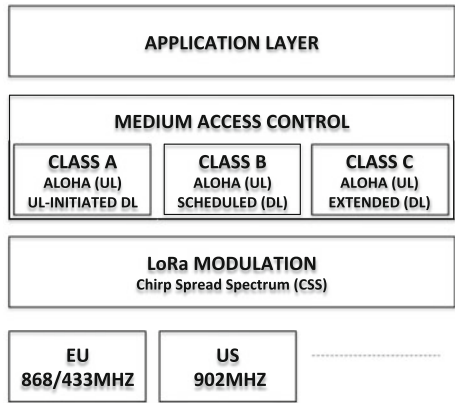 APPLICATION LAYER
MEDIUM ACCESS CONTROL
CLASS A
ALOHA (UL)
UL-INITIATED DL
CLASS B
ALOHA (UL)
SCHEDULED (DL)
CLASS C
ALOHA (UL)
EXTENDED (DL)
LoRa MODULATION
Chirp Spread Spectrum (CSS)
EU
868/433MHZ
US
902MHZ